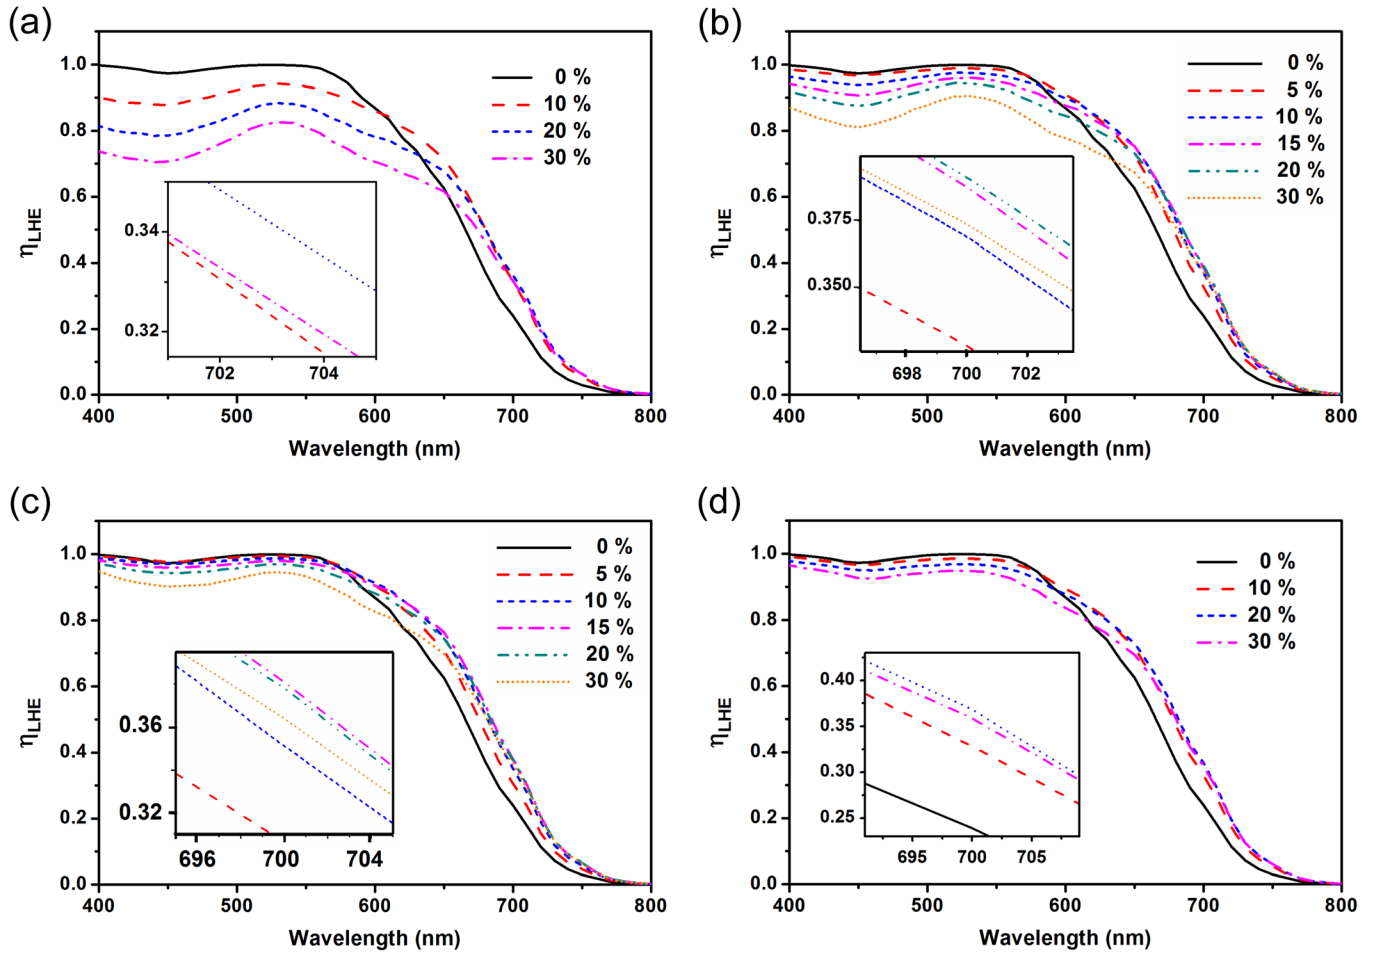 (a)
1.0
0.8
0.6
0.4
0.2
0.0
ηLHE
0 %
10 %
20 %
30 %
0.34
0.32
702 704
400 500 600 700 800
Wavelength (nm)
(b)
1.0
0.8
0.6
0.4
0.2
0.0
ηLHE
0 %
5 %
10 %
15 %
20 %
30 %
0.375
0.350
698 700 702
400 500 600 700 800
Wavelength (nm)
(c)
1.0
0.8
0.6
0.4
0.2
0.0
ηLHE
0 %
5 %
10 %
15 %
20 %
30 %
0.36
0.32
696 700 704
400 500 600 700 800
Wavelength (nm)
(d)
1.0
0.8
0.6
0.4
0.2
0.0
ηLHE
0 %
10 %
20 %
30 %
0.40
0.35
0.30
0.25
695 700 705
400 500 600 700 800
Wavelength (nm)